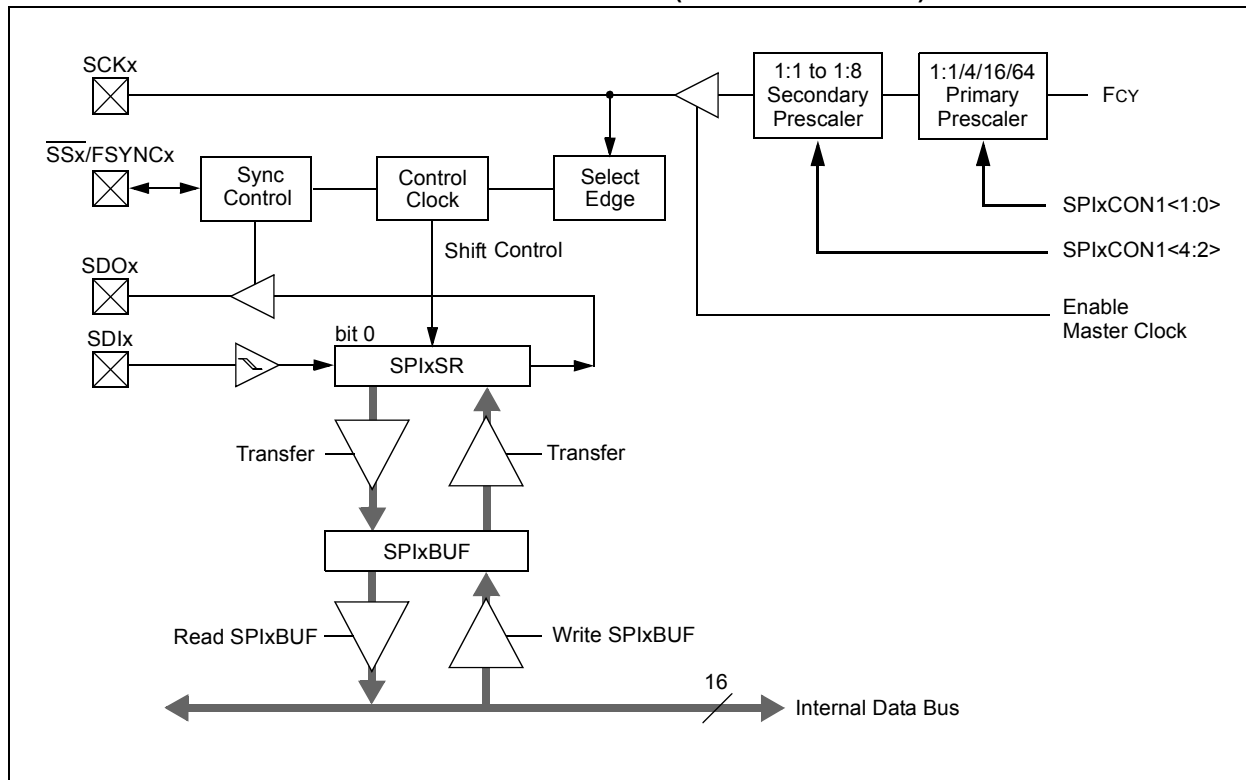 SCKx
1:1 to 1:8
Secondary
Prescaler
1:1/4/16/64
Primary
Prescaler
FCY
SSx/FSYNCx
Sync
Control
Control
Clock
Select
Edge
SPIxCON1<1:0>
SPIxCON1<4:2>
Shift Control
SDOx
Enable
Master Clock
SDIx
bit 0
SPIxSR
Transfer
Transfer
SPIxBUF
Read SPIxBUF
Write SPIxBUF
16
Internal Data Bus